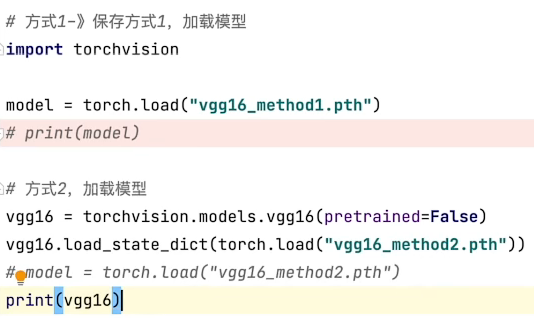 # 方式1-》保存方式1，加载模型
import torchvision
model = torch.load("vgg16_method1.pth")
# print(model)
# 方式2，加载模型
vgg16 = torchvision.models.vgg16(pretrained=False)
vgg16.load_state_dict(torch.load("vgg16_method2.pth"))
# model = torch.load("vgg16_method2.pth")
print(vgg16)